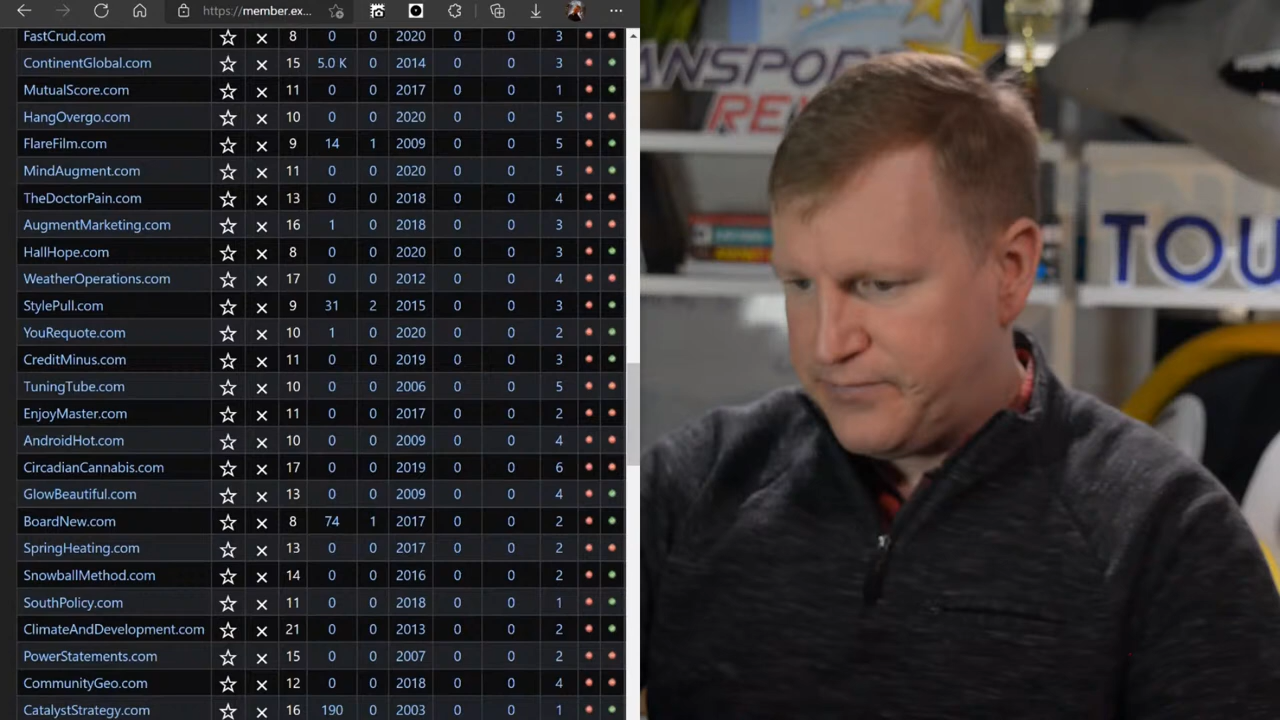 https://member.ex...
FastCrud.com 8 0 0 2020 0 0 3
ContinentGlobal.com 15 5.0 K 0 2014 0 0 3
MutualScore.com 11 0 0 2017 0 0 1
HangOvergo.com 10 0 0 2020 0 0 5
FlareFilm.com 9 14 1 2009 0 0 5
MindAugment.com 11 0 0 2020 0 0 5
TheDoctorPain.com 13 0 0 2018 0 0 4
AugmentMarketing.com 16 1 0 2018 0 0 3
HallHope.com 8 0 0 2020 0 0 3
WeatherOperations.com 17 0 0 2012 0 0 4
StylePull.com 9 31 2 2015 0 0 3
YouRequote.com 10 1 0 2020 0 0 2
CreditMinus.com 11 0 0 2019 0 0 3
TuningTube.com 10 0 0 2006 0 0 5
EnjoyMaster.com 11 0 0 2017 0 0 2
AndroidHot.com 10 0 0 2009 0 0 4
CircadianCannabis.com 17 0 0 2019 0 0 6
GlowBeautiful.com 13 0 0 2009 0 0 4
BoardNew.com 8 74 1 2017 0 0 2
SpringHeating.com 13 0 0 2017 0 0 2
SnowballMethod.com 14 0 0 2016 0 0 2
SouthPolicy.com 11 0 0 2018 0 0 1
ClimateAndDevelopment.com 21 0 0 2013 0 0 2
PowerStatements.com 15 0 0 2007 0 0 2
CommunityGeo.com 12 0 0 2018 0 0 4
CatalystStrategy.com 16 190 0 2003 0 0 1
ANSPOR
RE
TOU